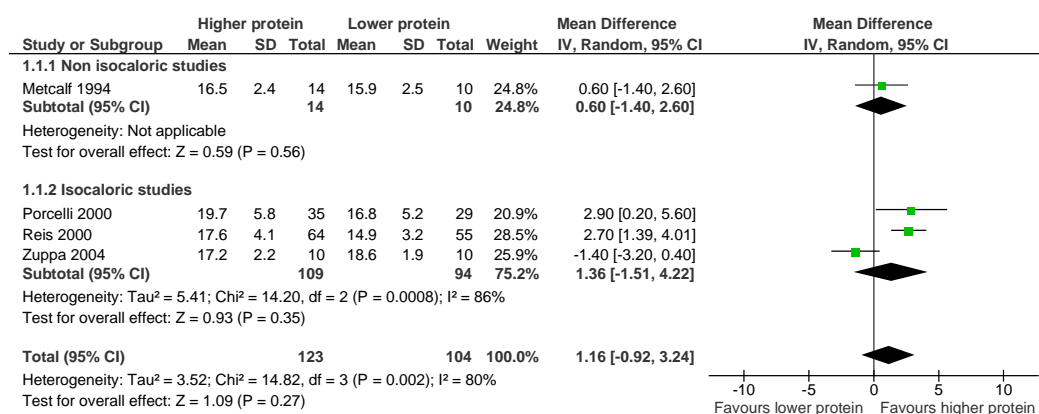 Higher protein Lower protein Mean Difference Mean Difference
Study or Subgroup Mean SD Total Mean SD Total Weight IV, Random, 95% CI IV, Random, 95% CI
1.1.1 Non isocaloric studies
Metcalf 1994 16.5 2.4 14 15.9 2.5 10 24.8% 0.60 [-1.40, 2.60]
Subtotal (95% CI) 14 10 24.8% 0.60 [-1.40, 2.60]
Heterogeneity: Not applicable
Test for overall effect: Z = 0.59 (P = 0.56)
1.1.2 Isocaloric studies
Porcelli 2000 19.7 5.8 35 16.8 5.2 29 20.9% 2.90 [0.20, 5.60]
Reis 2000 17.6 4.1 64 14.9 3.2 55 28.5% 2.70 [1.39, 4.01]
Zuppa 2004 17.2 2.2 10 18.6 1.9 10 25.9% -1.40 [-3.20, 0.40]
Subtotal (95% CI) 109 94 75.2% 1.36 [-1.51, 4.22]
Heterogeneity: Tau² = 5.41; Chi² = 14.20, df = 2 (P = 0.0008); I² = 86%
Test for overall effect: Z = 0.93 (P = 0.35)
Total (95% CI) 123 104 100.0% 1.16 [-0.92, 3.24]
Heterogeneity: Tau² = 3.52; Chi² = 14.82, df = 3 (P = 0.002); I² = 80%
Test for overall effect: Z = 1.09 (P = 0.27)
-10 -5 0 5 10
Favours lower protein Favours higher protein